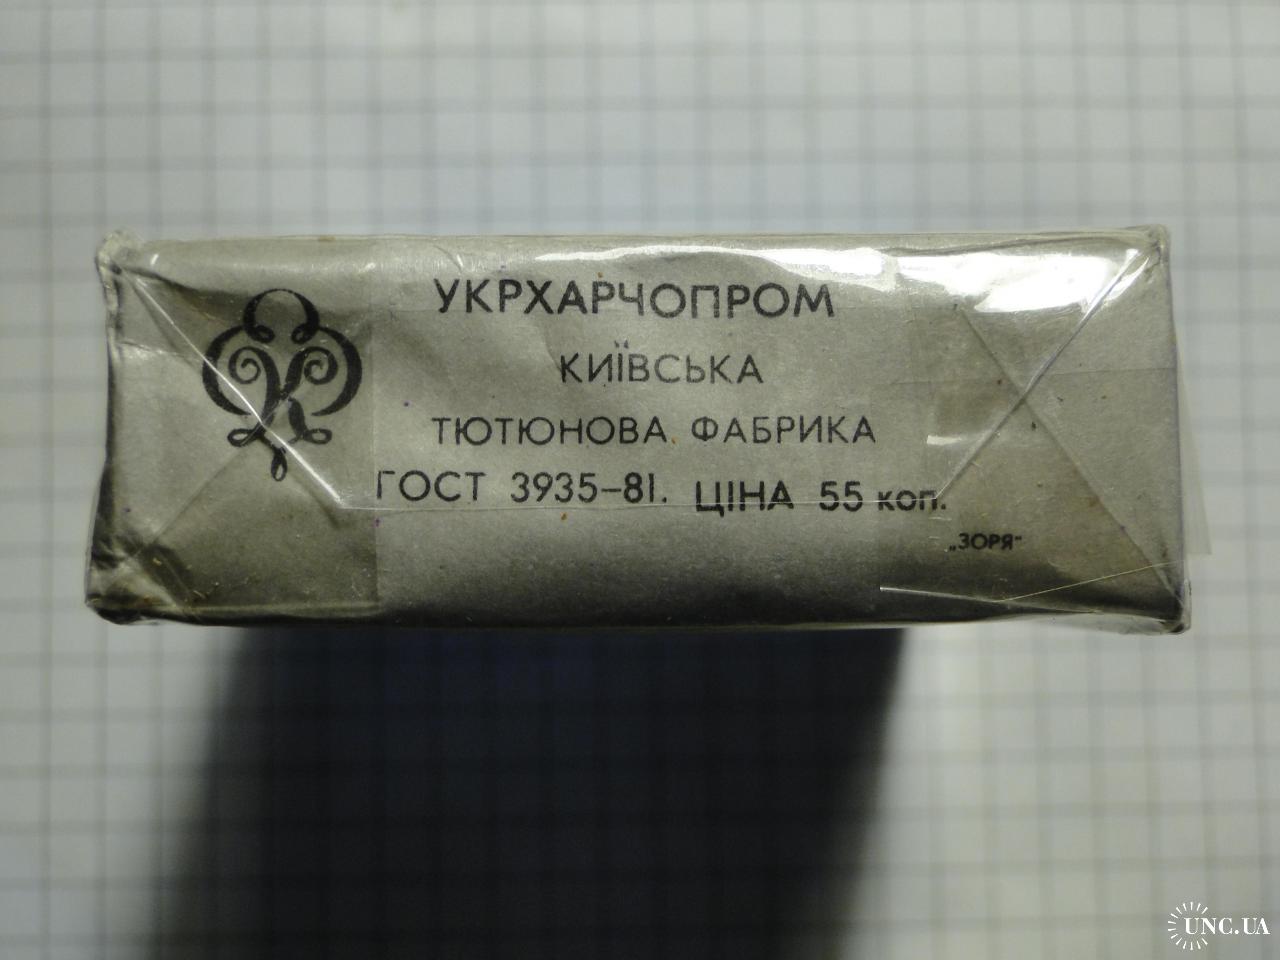 УКРХАРЧОПРОМ
КИЇВСЬКА
ТЮТЮНОВА ФАБРИКА
ГОСТ 3935-81. ЦІНА 55 коп.
„ЗОРЯ"
UNC.UA